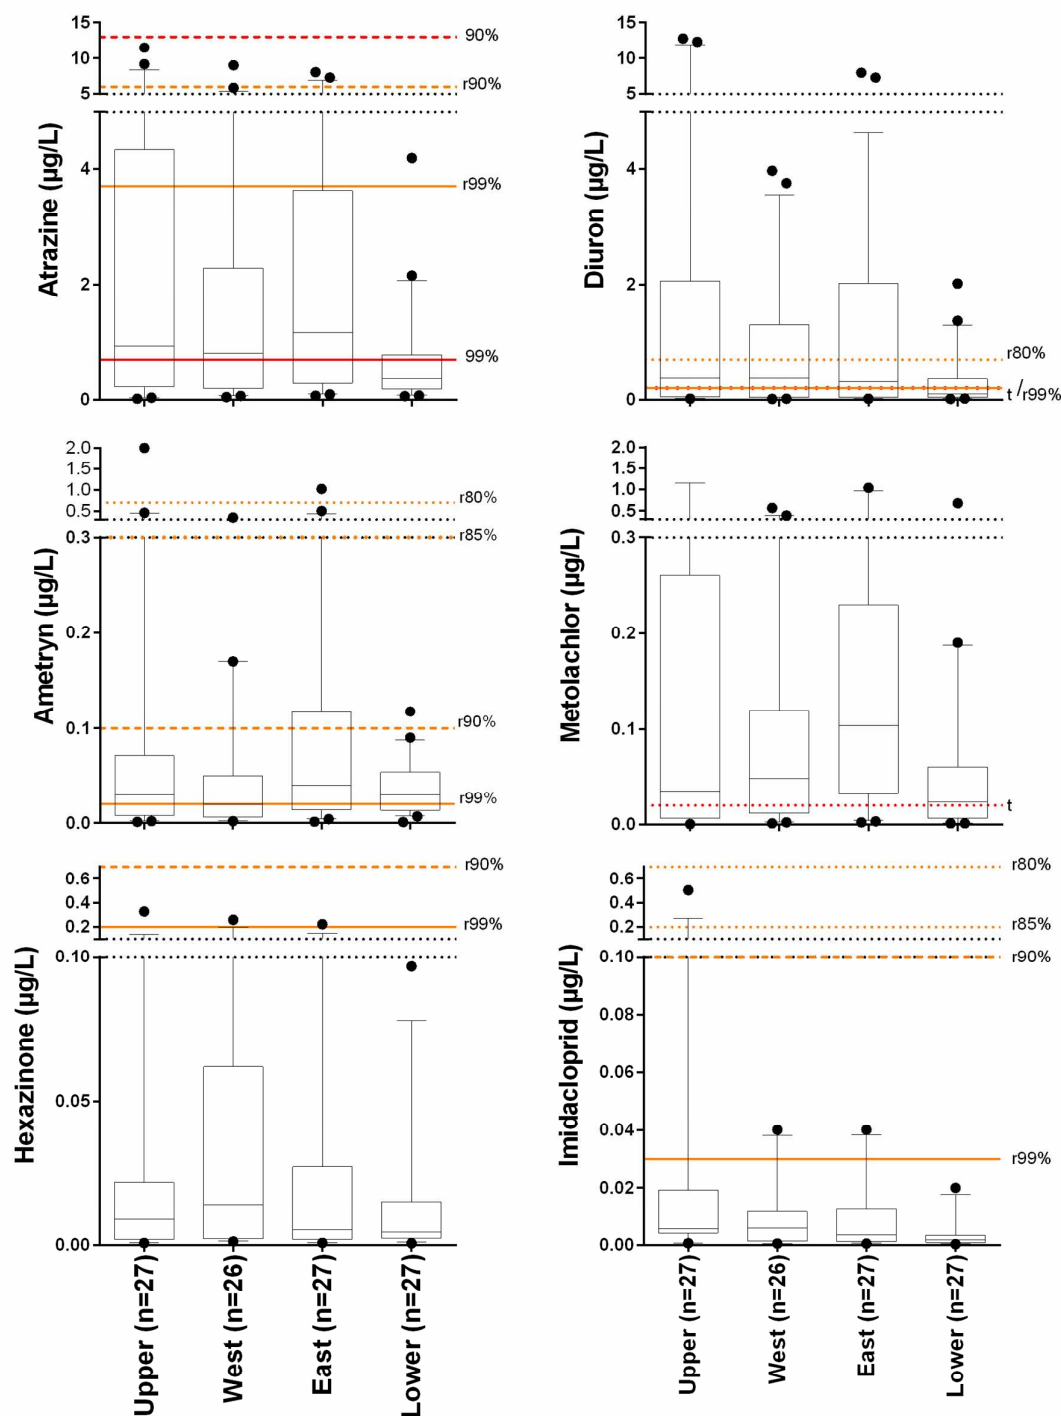 Atrazine (µg/L)
15
10
5
4
2
0
90%
r90%
r99%
99%
Diuron (µg/L)
15
10
5
4
2
0
r80%
t /r99%
Ametryn (µg/L)
2.0
1.5
1.0
0.5
0.3
0.2
0.1
0.0
r80%
r85%
r90%
r99%
Metolachlor (µg/L)
2.0
1.5
1.0
0.5
0.3
0.2
0.1
0.0
t
Hexazinone (µg/L)
0.6
0.4
0.2
0.10
0.05
0.00
r90%
r99%
Upper (n=27)
West (n=26)
East (n=27)
Lower (n=27)
Imidacloprid (µg/L)
0.6
0.4
0.2
0.10
0.08
0.06
0.04
0.02
0.00
r80%
r85%
r90%
r99%
Upper (n=27)
West (n=26)
East (n=27)
Lower (n=27)